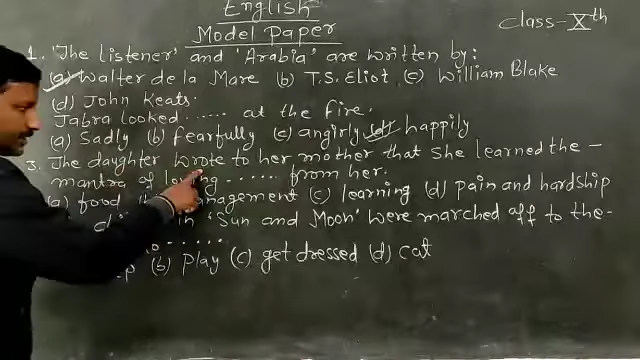 English
Model Paper
Class-Xth
1. 'The Listener' and 'Arabia' are written by:
(a) Walter de la Mare (b) T.S. Eliot (c) William Blake
(d) John Keats.
Jabra looked ...... at the fire.
(a) Sadly (b) fearfully (c) angirly (d) happily
3. The daughter wrote to her mother that she learned the -
mantra of loving ...... from her.
(a) food management (c) learning (d) pain and hardship
in 'Sun and Moon' were marched off to the-
......
(b) play (c) get dressed (d) eat